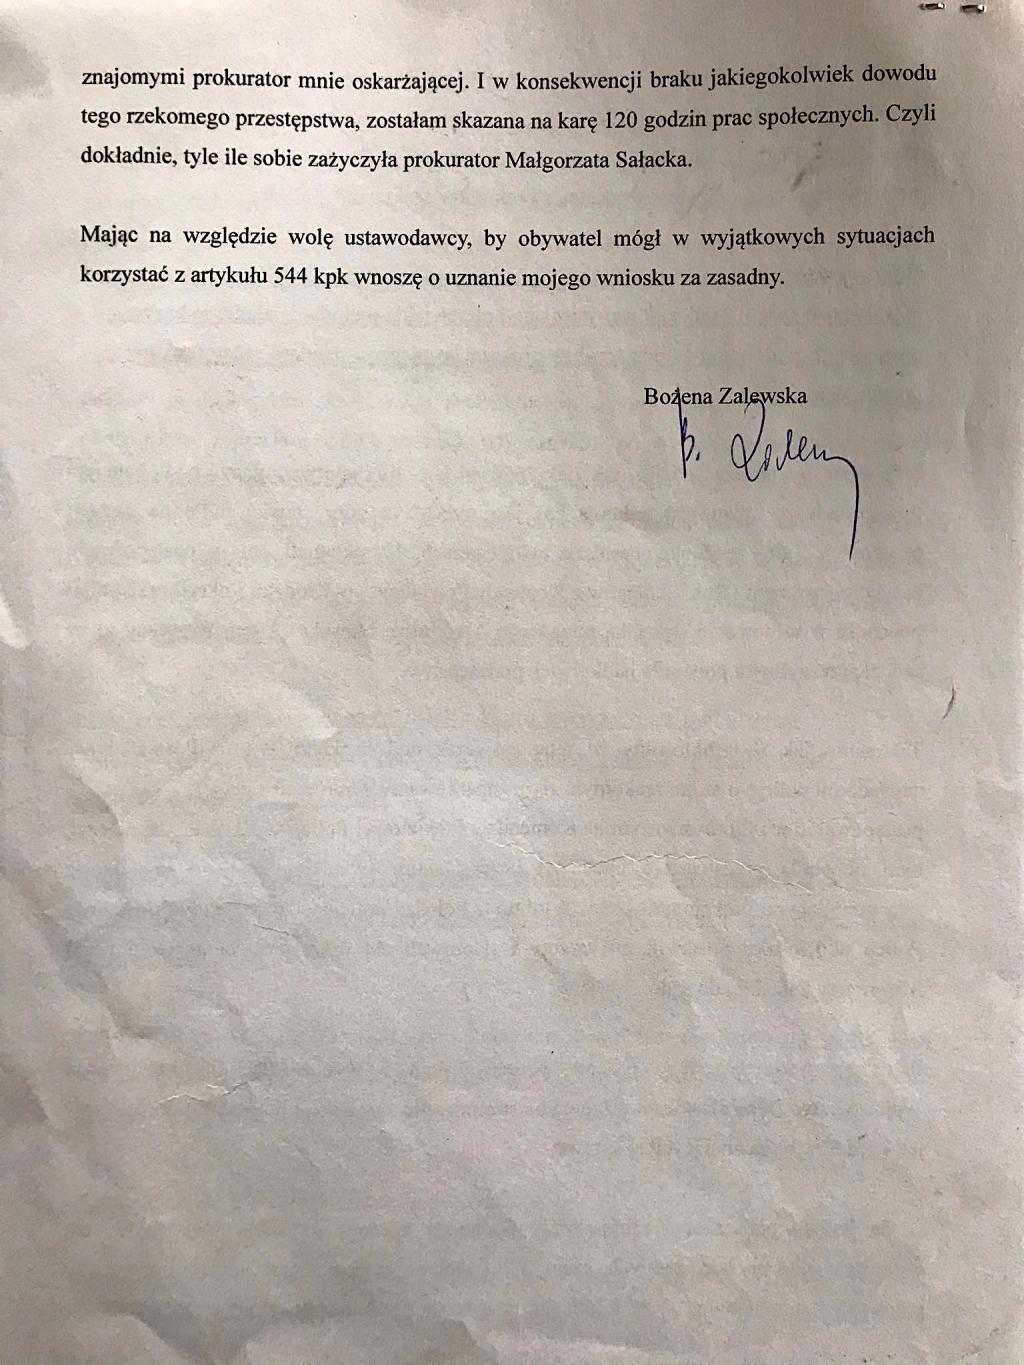 znajomymi prokurator mnie oskarżającej. I w konsekwencji braku jakiegokolwiek dowodu
tego rzekomego przestępstwa, zostałam skazana na karę 120 godzin prac społecznych. Czyli
dokładnie, tyle ile sobie zażyczyła prokurator Małgorzata Sałacka.
Mając na względzie wolę ustawodawcy, by obywatel mógł w wyjątkowych sytuacjach
korzystać z artykułu 544 kpk wnoszę o uznanie mojego wniosku za zasadny.
Bożena Zalewska
B. Zalew